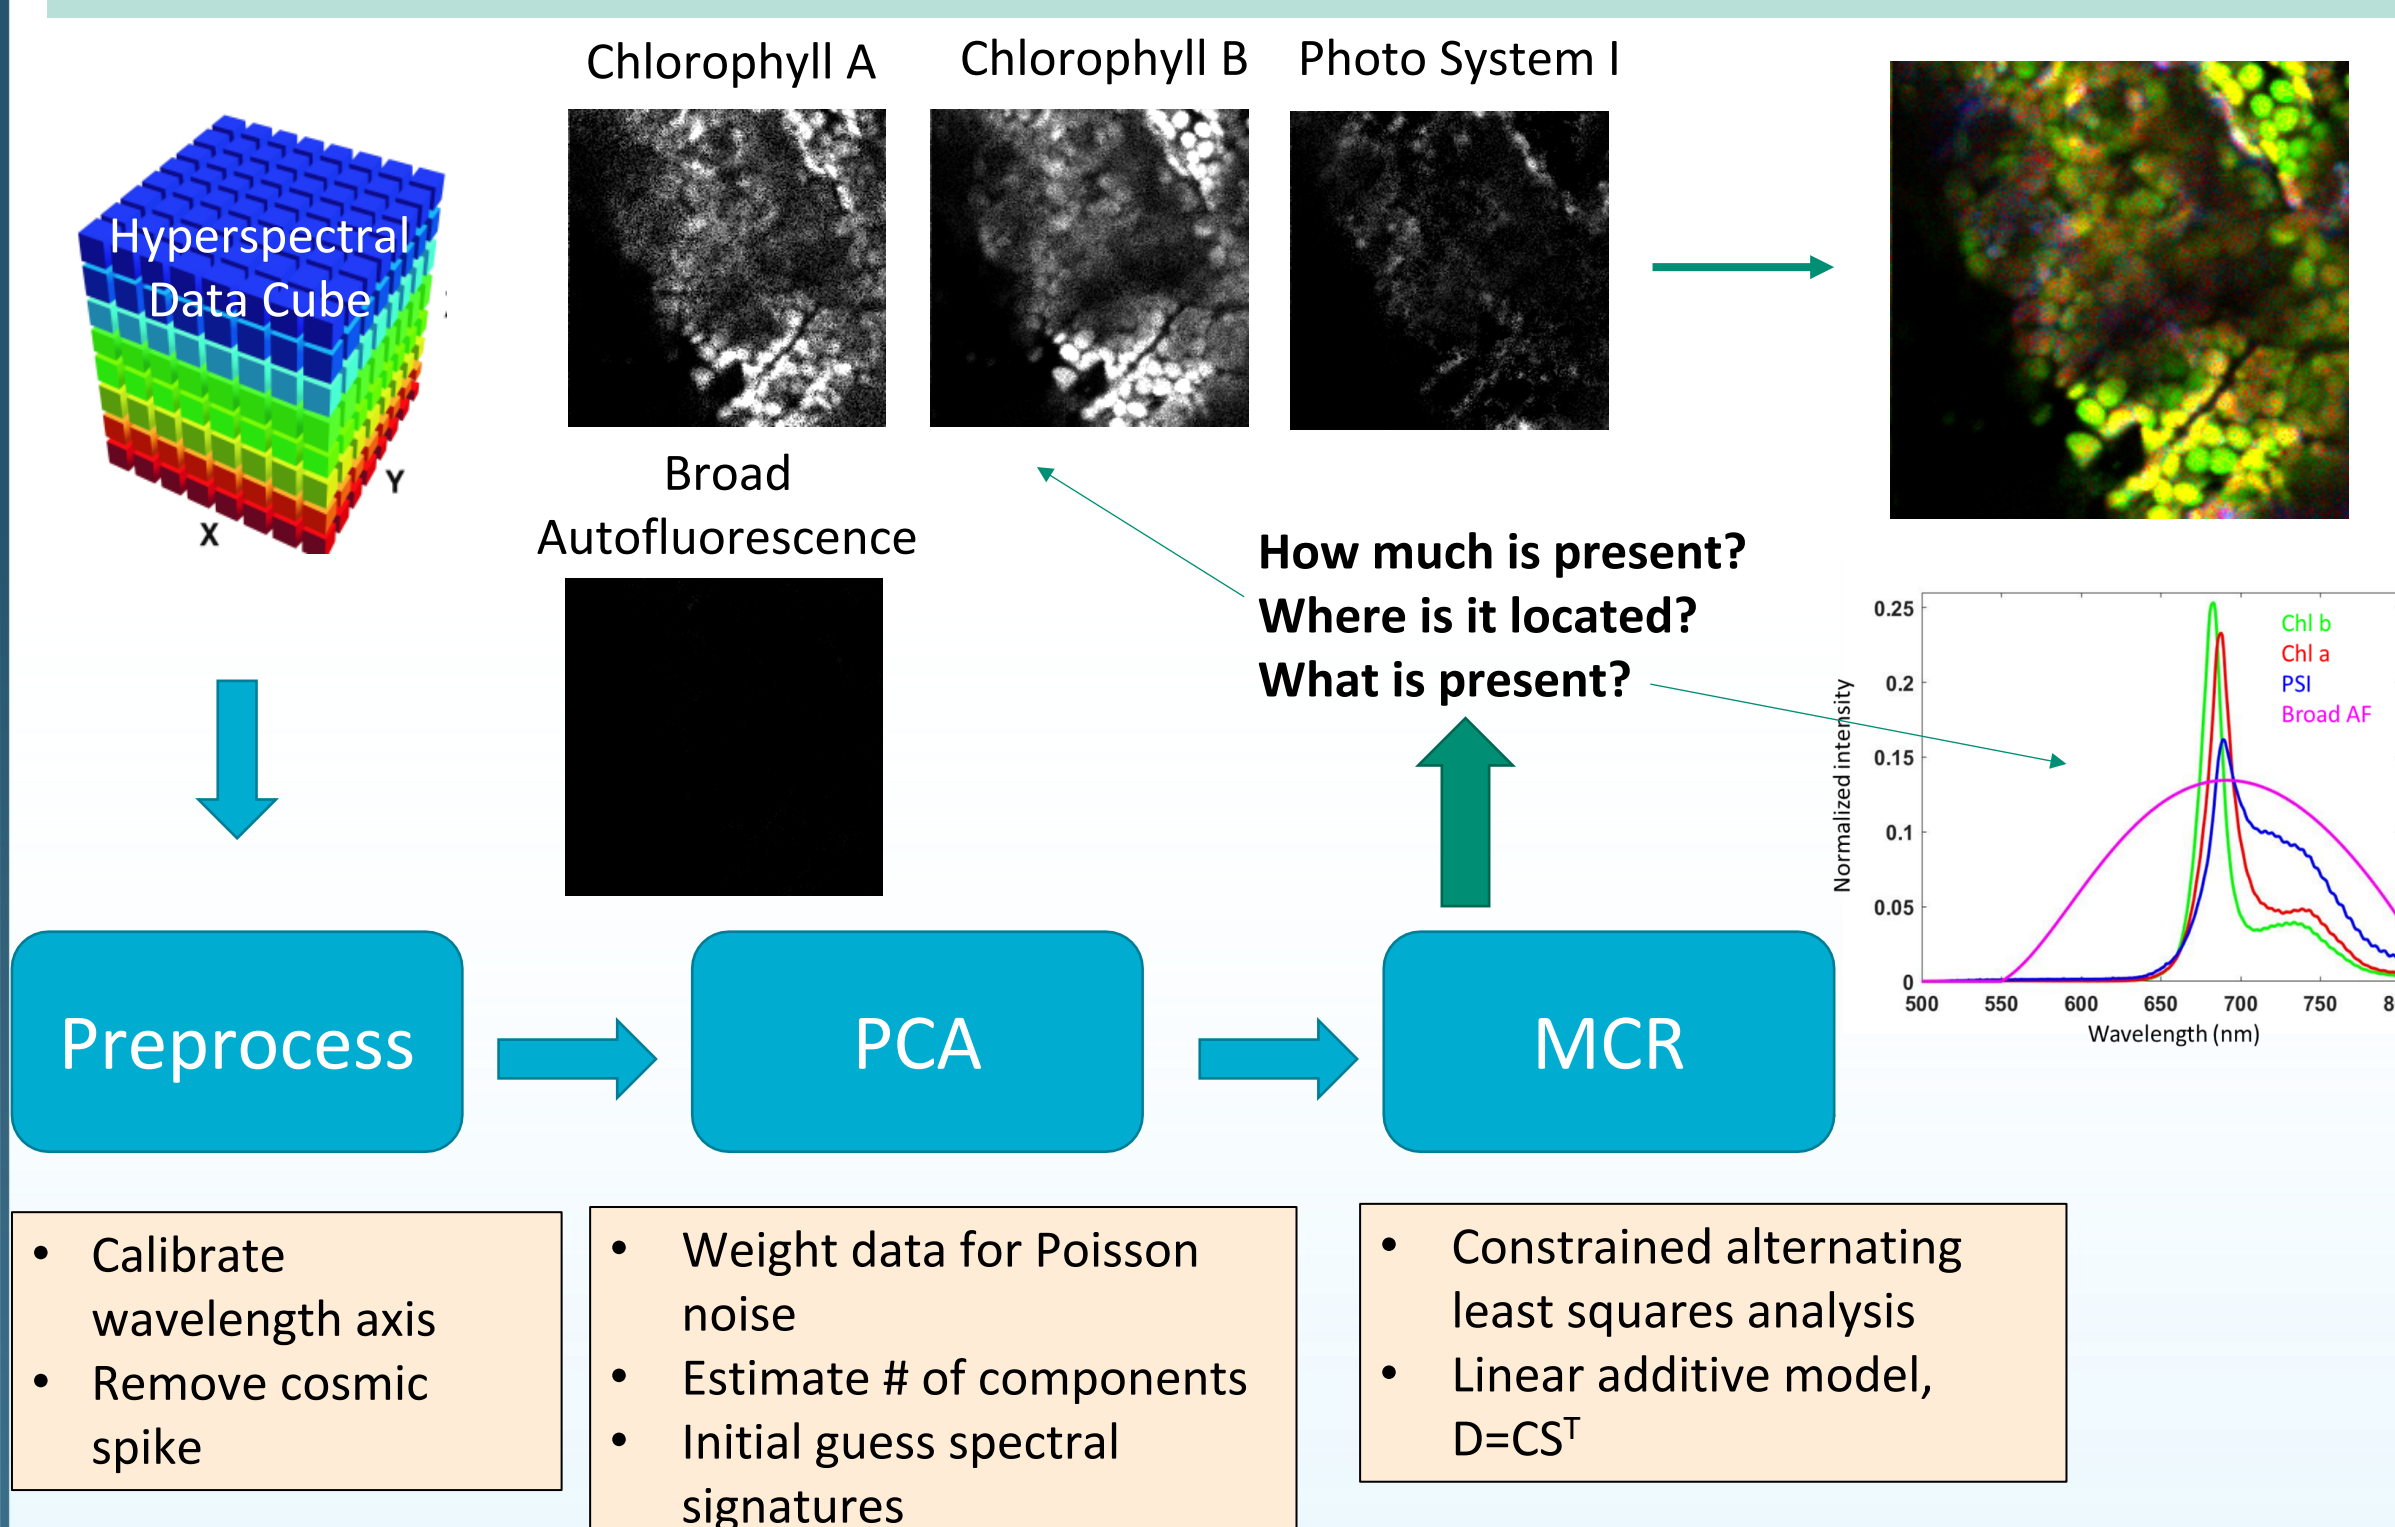 Chlorophyll A
Chlorophyll B
Photo System I
Hyperspectral
Data Cube
Y
X
Broad
Autofluorescence
How much is present?
Where is it located?
What is present?
0.25
0.2
0.15
0.1
0.05
0
Normalized intensity
Chl b
Chl a
PSI
Broad AF
500
550
600
650
700
750
8
Wavelength (nm)
Preprocess
PCA
MCR
• Calibrate
wavelength axis
• Remove cosmic
spike
• Weight data for Poisson
noise
• Estimate # of components
• Initial guess spectral
signatures
• Constrained alternating
least squares analysis
• Linear additive model,
D=CSᵀ